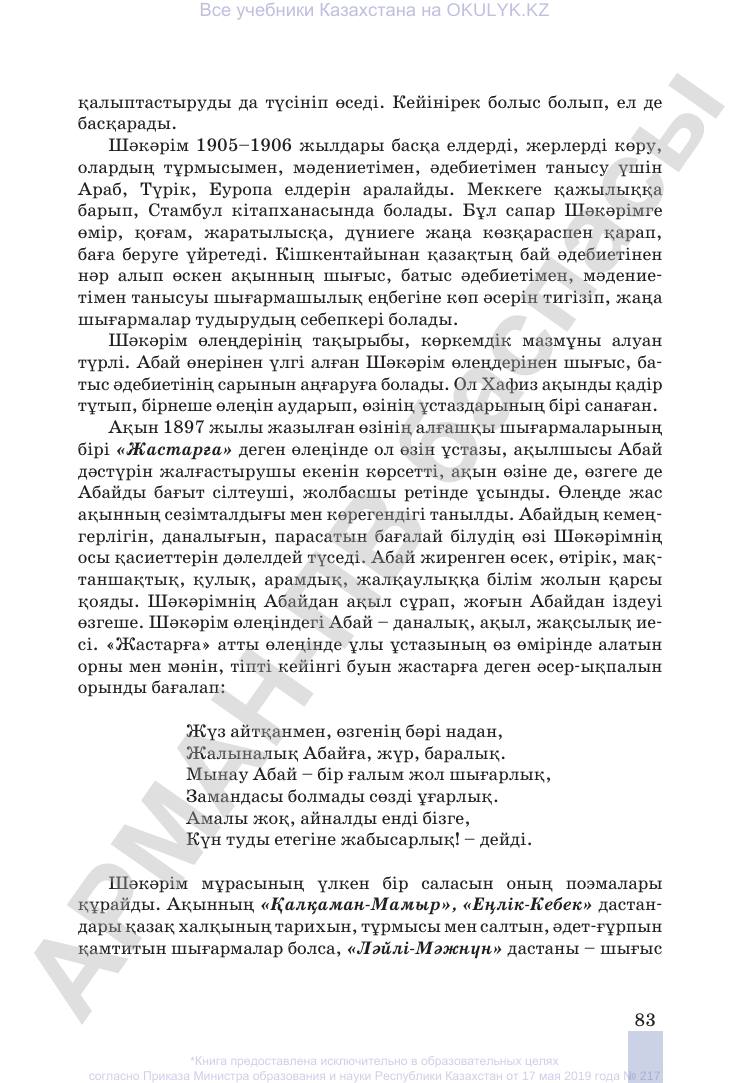 Все учебники Казахстана на OKULYK.KZ
қалыптастыруды да түсініп өседі. Кейінірек болыс болып, ел де
басқарады.
Шәкәрім 1905–1906 жылдары басқа елдерді, жерлерді көру,
олардың тұрмысымен, мәдениетімен, әдебиетімен танысу үшін
Араб, Түрік, Еуропа елдерін аралайды. Меккеге қажылыққа
барып, Стамбул кітапханасында болады. Бұл сапар Шәкәрімге
өмір, қоғам, жаратылысқа, дүниеге жаңа көзқараспен қарап,
баға беруге үйретеді. Кішкентайынан қазақтың бай әдебиетінен
нәр алып өскен ақынның шығыс, батыс әдебиетімен, мәдение-
тімен танысуы шығармашылық еңбегіне көп әсерін тигізіп, жаңа
шығармалар тудырудың себепкері болады.
Шәкәрім өлеңдерінің тақырыбы, көркемдік мазмұны алуан
түрлі. Абай өнерінен үлгі алған Шәкәрім өлеңдерінен шығыс, ба-
тыс әдебиетінің сарынын аңғаруға болады. Ол Хафиз ақынды қадір
тұтып, бірнеше өлеңін аударып, өзінің ұстаздарының бірі санаған.
Ақын 1897 жылы жазылған өзінің алғашқы шығармаларының
бірі «Жастарға» деген өлеңінде ол өзін ұстазы, ақылшысы Абай
дәстүрін жалғастырушы екенін көрсетті, ақын өзіне де, өзгеге де
Абайды бағыт сілтеуші, жолбасшы ретінде ұсынды. Өлеңде жас
ақынның сезімталдығы мен көрегендігі танылды. Абайдың кемең-
герлігін, даналығын, парасатын бағалай білудің өзі Шәкәрімнің
осы қасиеттерін дәлелдей түседі. Абай жиренген өсек, өтірік, мақ-
таншақтық, қулық, арамдық, жалқаулыққа білім жолын қарсы
қояды. Шәкәрімнің Абайдан ақыл сұрап, жоғын Абайдан іздеуі
өзгеше. Шәкәрім өлеңіндегі Абай – даналық, ақыл, жақсылық ие-
сі. «Жастарға» атты өлеңінде ұлы ұстазының өз өмірінде алатын
орны мен мәнін, тіпті кейінгі буын жастарға деген әсер-ықпалын
орынды бағалап:
Жүз айтқанмен, өзгенің бәрі надан,
Жалыналық Абайға, жүр, баралық.
Мынау Абай – бір ғалым жол шығарлық,
Замандасы болмады сөзді ұғарлық.
Амалы жоқ, айналды енді бізге,
Күн туды етегіне жабысарлық! – дейді.
Шәкәрім мұрасының үлкен бір саласын оның поэмалары
құрайды. Ақынның «Қалқаман-Мамыр», «Еңлік-Кебек» дастан-
дары қазақ халқының тарихын, тұрмысы мен салтын, әдет-ғұрпын
қамтитын шығармалар болса, «Ләйлі-Мәжнүн» дастаны – шығыс
83
*Книга предоставлена исключительно в образовательных целях
согласно Приказа Министра образования и науки Республики Казахстан от 17 мая 2019 года № 217
АРМАН-ПВ баспасы